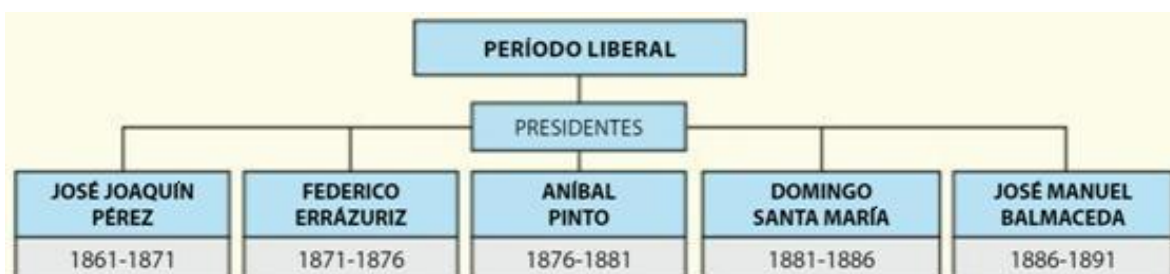 PERÍODO LIBERAL
PRESIDENTES
JOSÉ JOAQUÍN
PÉREZ
1861-1871
FEDERICO
ERRÁZURIZ
1871-1876
ANÍBAL
PINTO
1876-1881
DOMINGO
SANTA MARÍA
1881-1886
JOSÉ MANUEL
BALMACEDA
1886-1891